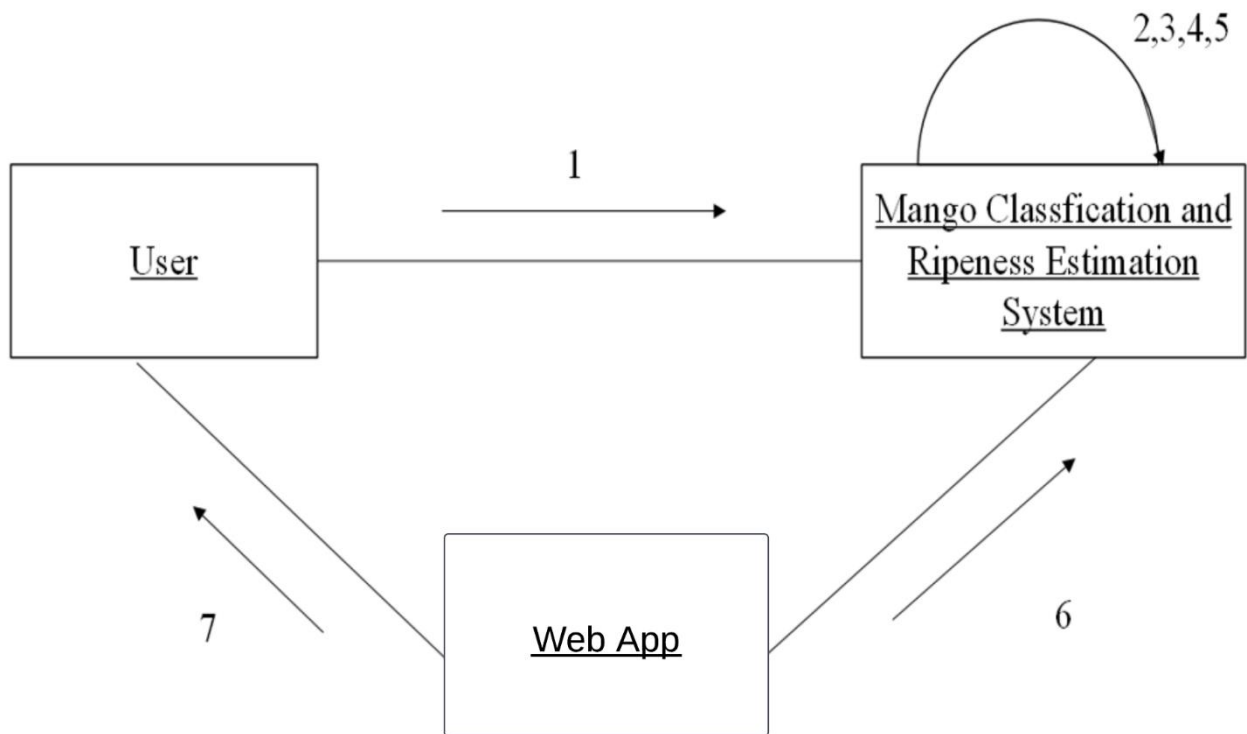 2,3,4,5
1
User
Mango Classfication and
Ripeness Estimation
System
7
Web App
6